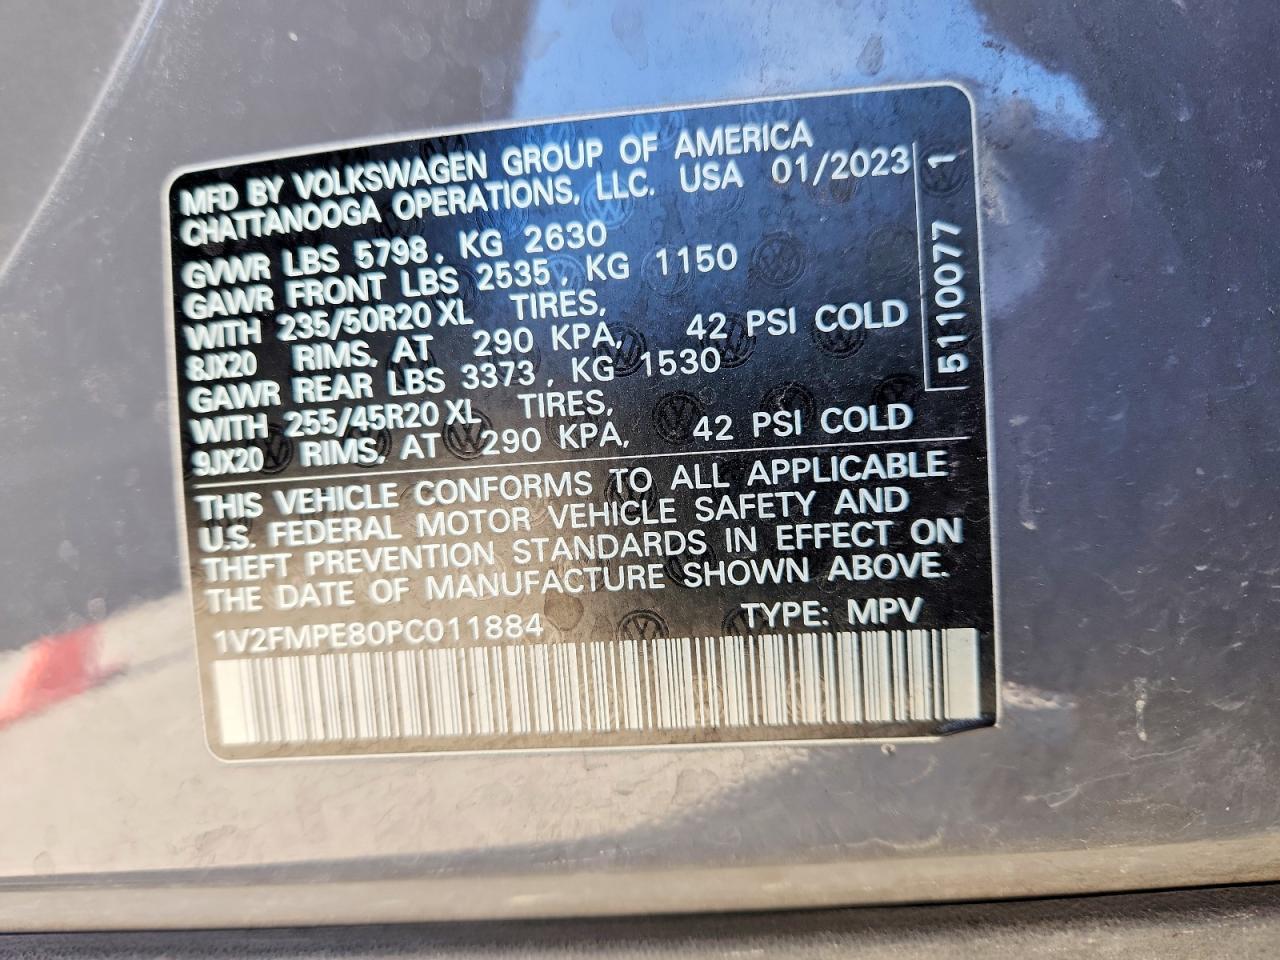 MFD BY VOLKSWAGEN GROUP OF AMERICA
CHATTANOOGA OPERATIONS, LLC. USA 01/2023
GVWR LBS 5798, KG 2630
GAWR FRONT LBS 2535, KG 1150
WITH 235/50R20 XL TIRES,
8JX20 RIMS, AT 290 KPA, 42 PSI COLD
GAWR REAR LBS 3373, KG 1530
WITH 255/45R20 XL TIRES,
9JX20 RIMS, AT 290 KPA, 42 PSI COLD
5110077 1
THIS VEHICLE CONFORMS TO ALL APPLICABLE
U.S. FEDERAL MOTOR VEHICLE SAFETY AND
THEFT PREVENTION STANDARDS IN EFFECT ON
THE DATE OF MANUFACTURE SHOWN ABOVE.
1V2FMPE80PC011884 TYPE: MPV